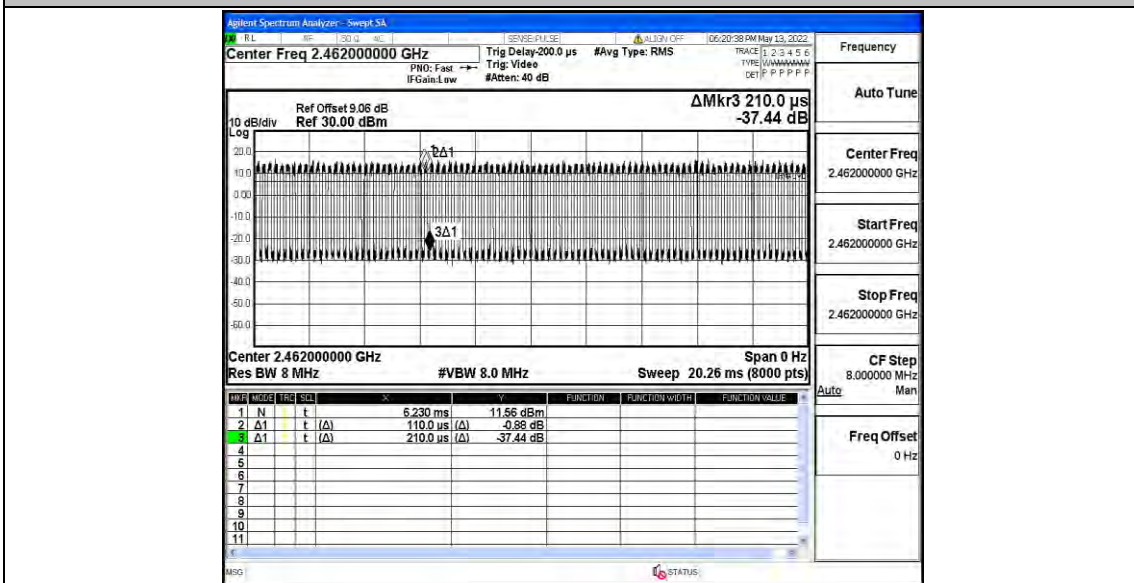 Agilent Spectrum Analyzer - Swept SA
RL RF 50 Ω AC SENSE:PULSE ALIGN OFF 06:20:38 PM May 13, 2022
Center Freq 2.462000000 GHz
PNO: Fast
IFGain:Low
Trig Delay-200.0 µs
Trig: Video
#Atten: 40 dB
#Avg Type: RMS
TRACE 1 2 3 4 5 6
TYPE
DET P P P P P P
ΔMkr3 210.0 µs
-37.44 dB
Ref Offset 9.06 dB
10 dB/div Ref 30.00 dBm
Log
20.0
10.0
0.00
-10.0
-20.0
-30.0
-40.0
-50.0
-60.0
2Δ1
3Δ1
Center 2.462000000 GHz Span 0 Hz
Res BW 8 MHz #VBW 8.0 MHz Sweep 20.26 ms (8000 pts)
MKR MODE TRC SCL X Y FUNCTION FUNCTION WIDTH FUNCTION VALUE
1 N t 6.230 ms 11.56 dBm
2 Δ1 t (Δ) 110.0 µs (Δ) -0.88 dB
3 Δ1 t (Δ) 210.0 µs (Δ) -37.44 dB
4
5
6
7
8
9
10
11
MSG STATUS
Frequency
Auto Tune
Center Freq
2.462000000 GHz
Start Freq
2.462000000 GHz
Stop Freq
2.462000000 GHz
CF Step
8.000000 MHz
Auto Man
Freq Offset
0 Hz